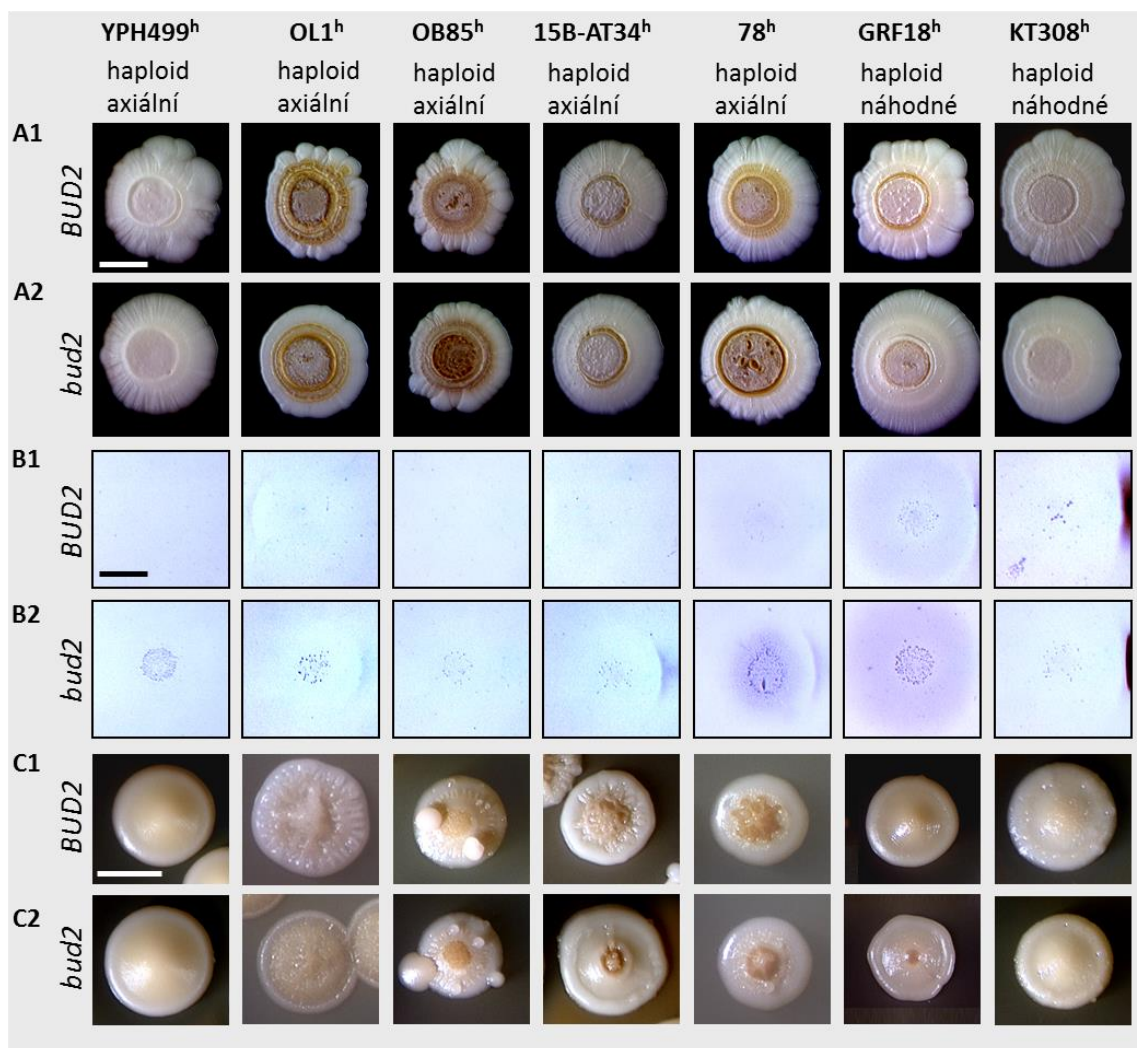 YPH499ʰ OL1ʰ OB85ʰ 15B-AT34ʰ 78ʰ GRF18ʰ KT308ʰ
haploid haploid haploid haploid haploid haploid haploid
axiální axiální axiální axiální axiální náhodné náhodné
A1 BUD2
A2 bud2
B1 BUD2
B2 bud2
C1 BUD2
C2 bud2